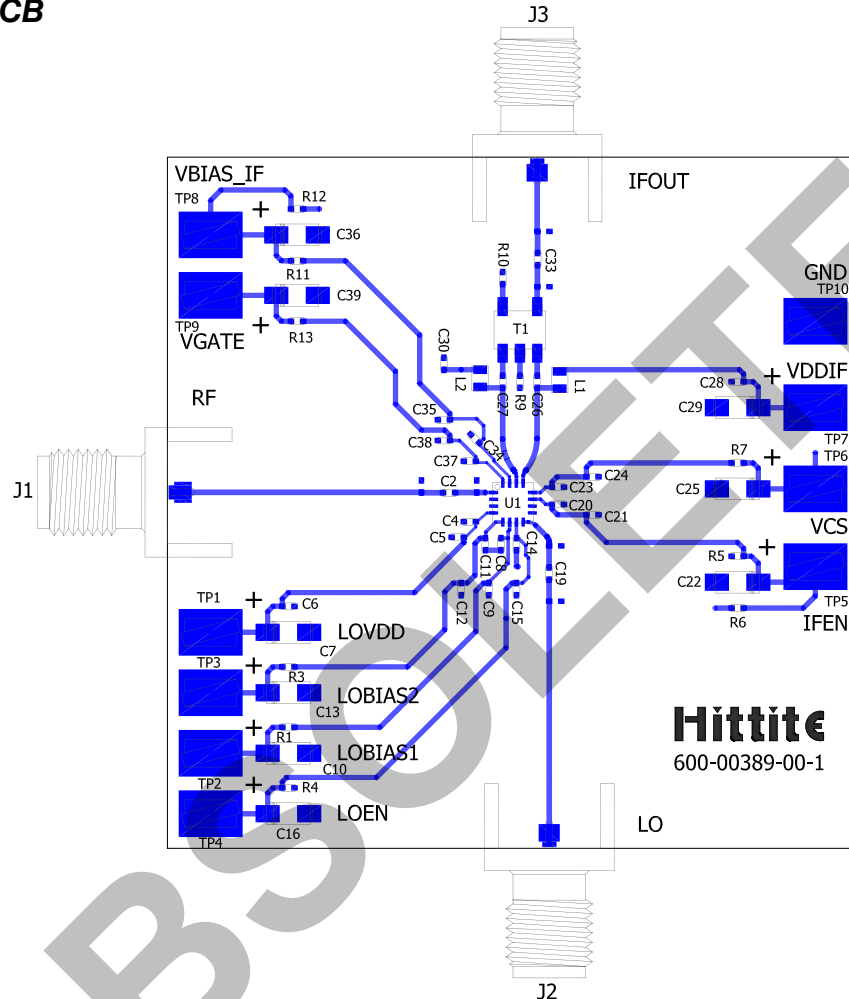 CB
J3
VBIAS_IF
TP8
R12
IFOUT
+
C36
R10
C33
R11
GND
TP10
C39
TP9
+
R13
T1
VGATE
C30
L2
L1
C28
+
VDDIF
RF
C27
R9
C26
C29
C35
C38
C34
TP7
R7
+
TP6
C37
C24
J1
C2
C23
C25
U1
C20
C21
VCS
C4
C5
C14
C11
C8
R5
+
C19
C22
TP1
+
C6
C12
C9
C15
TP5
R6
IFEN
LOVDD
C7
TP3
+
R3
LOBIAS2
C13
Hittite
+
R1
LOBIAS1
600-00389-00-1
C10
TP2
+
R4
LOEN
C16
LO
TP4
BSOLETE
J2